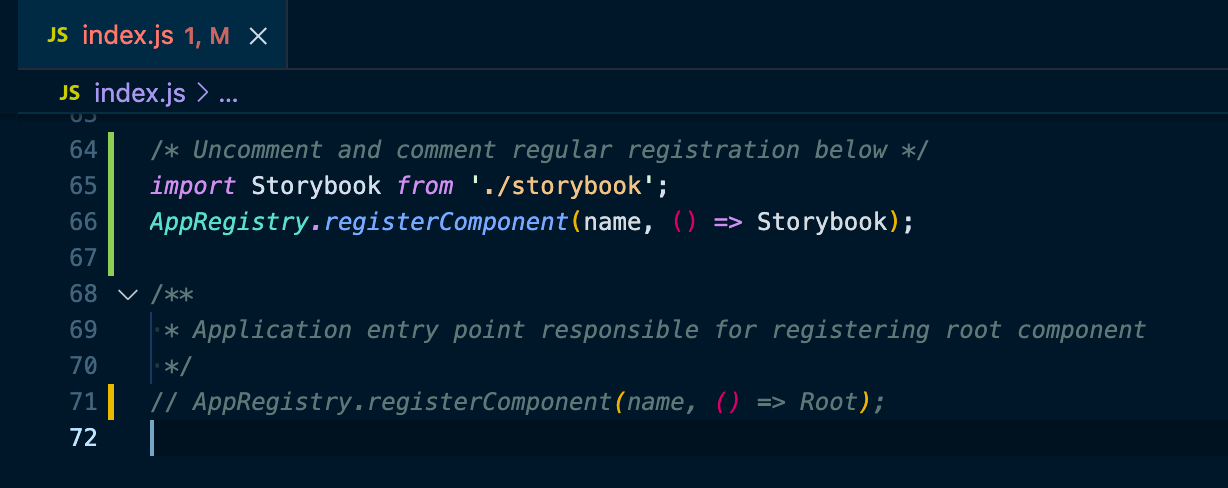 JS index.js 1, M ×
JS index.js > ...
63
64 /* Uncomment and comment regular registration below */
65 import Storybook from './storybook';
66 AppRegistry.registerComponent(name, () => Storybook);
67
68 /**
69 * Application entry point responsible for registering root component
70 */
71 // AppRegistry.registerComponent(name, () => Root);
72